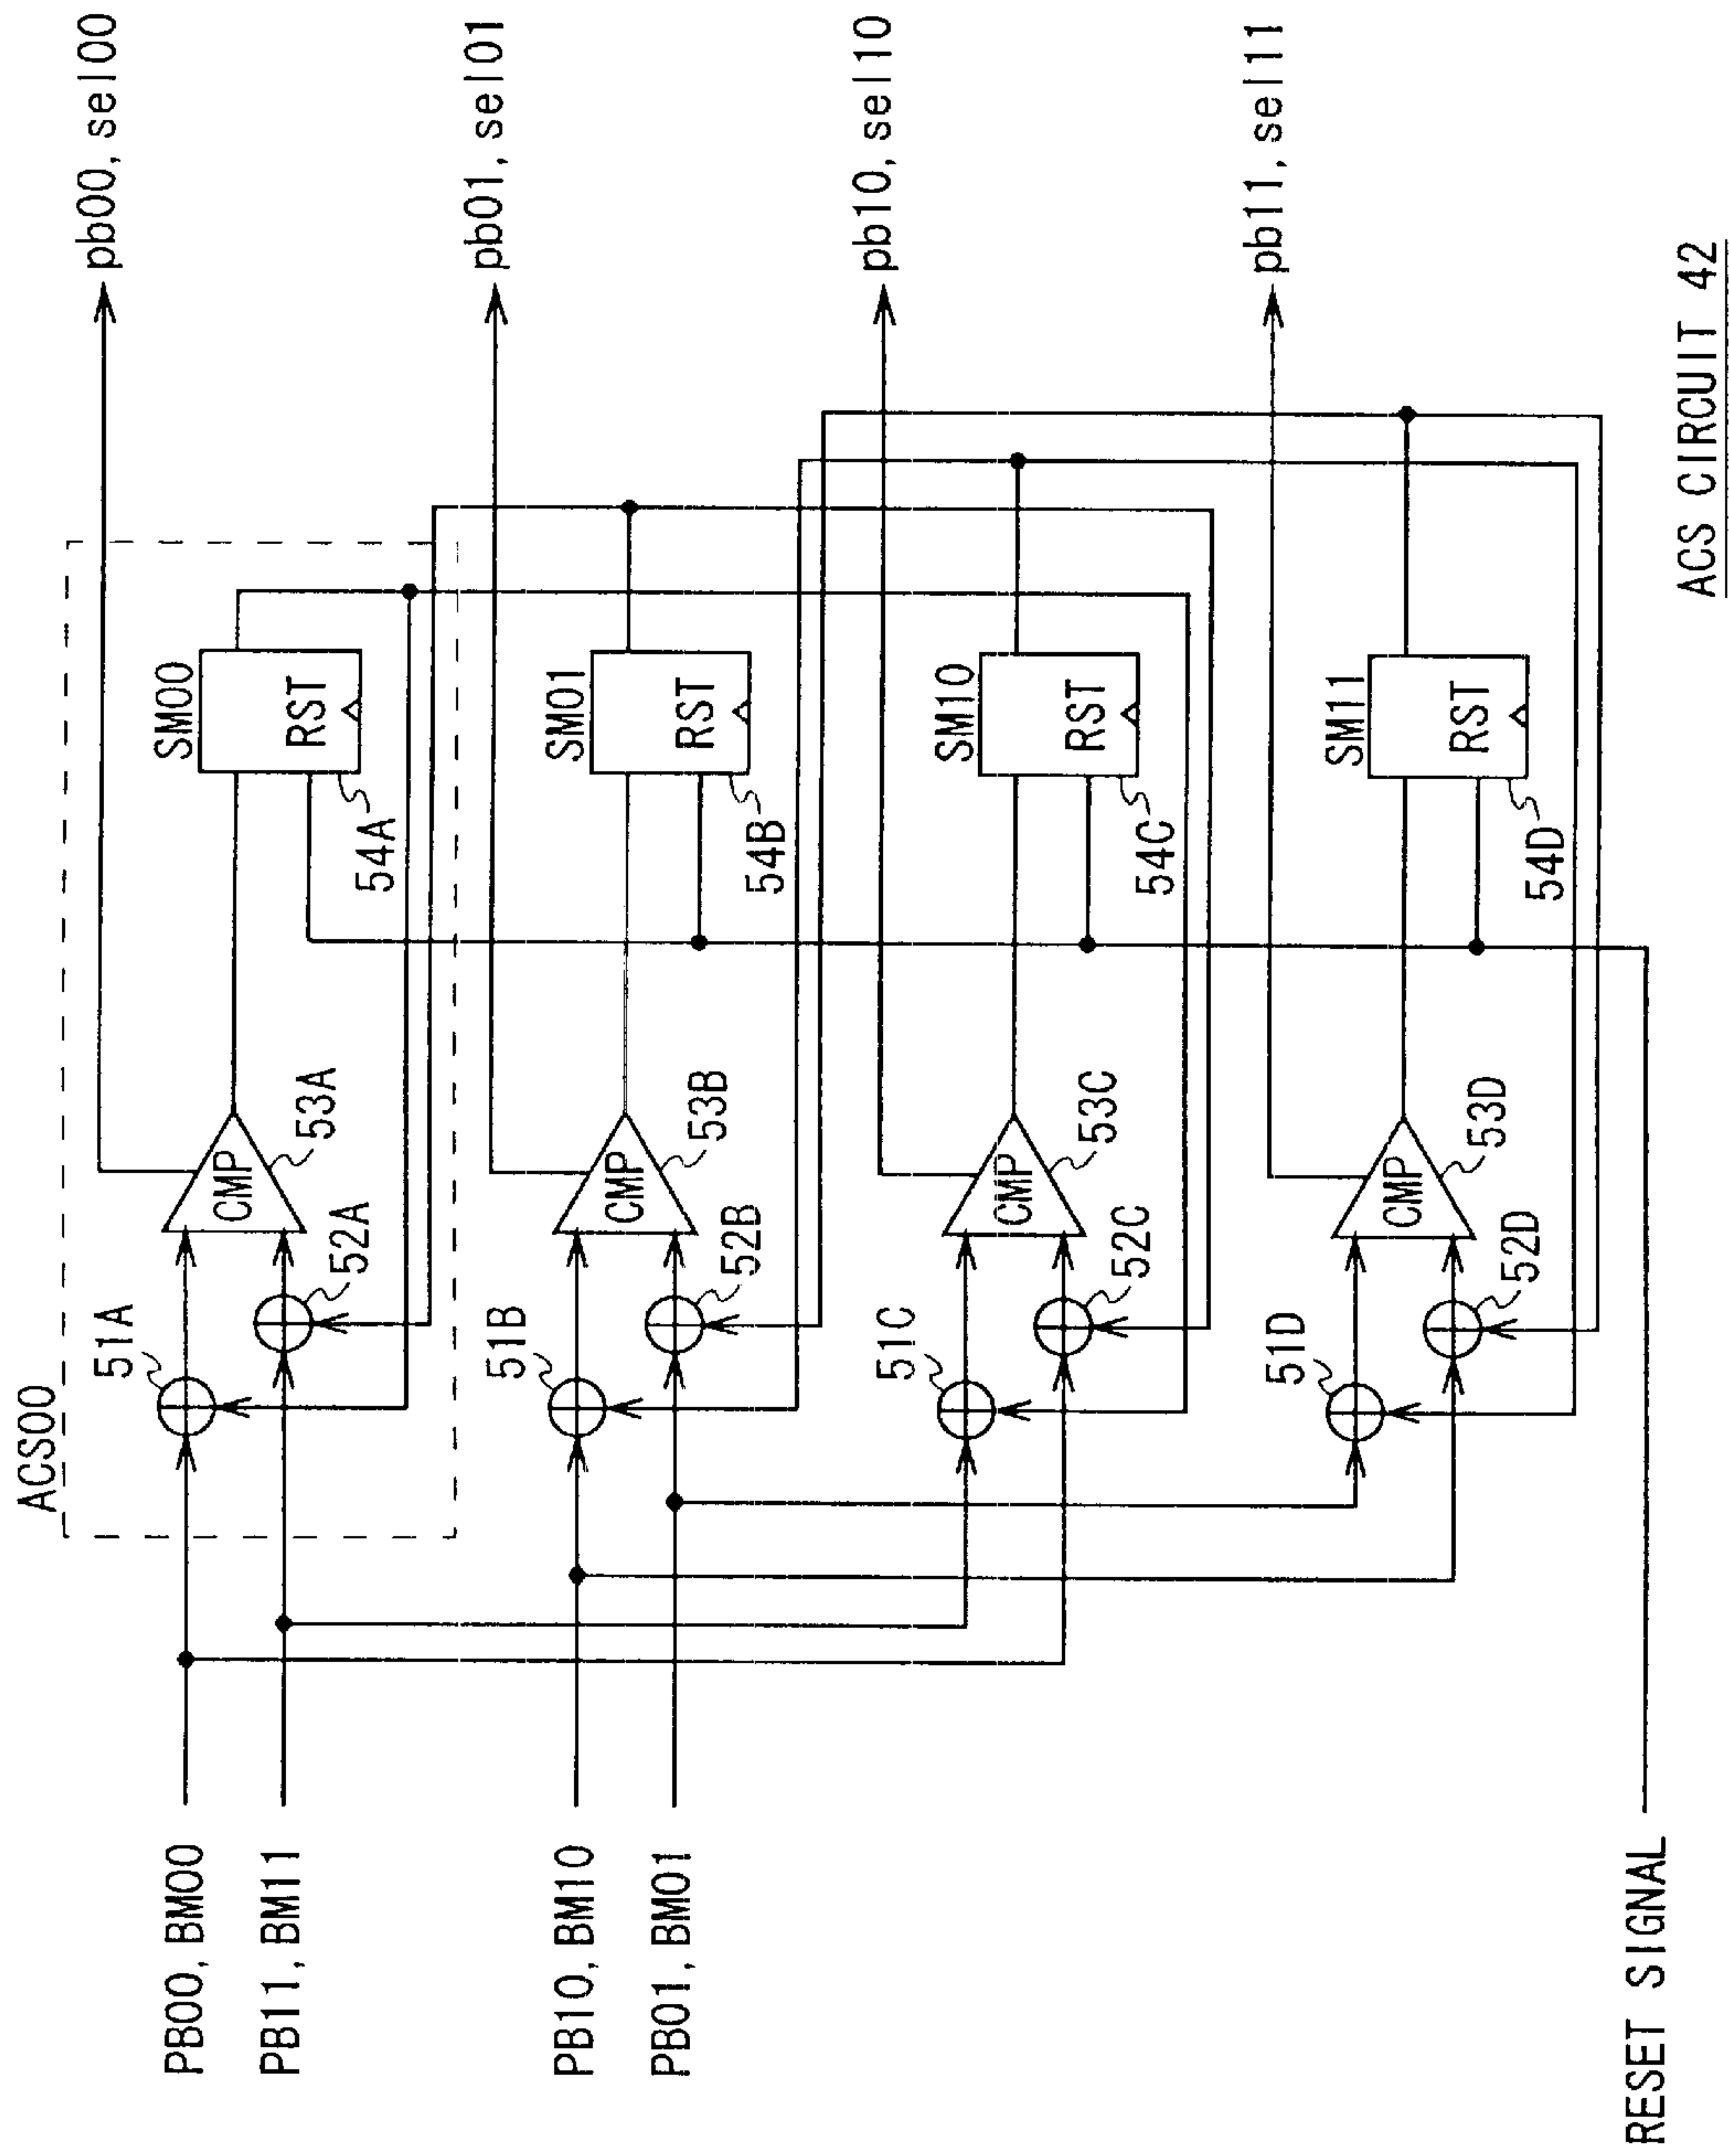 ACS00
PB00, BM00
PB11, BM11
51A
52A
CMP
53A
SM00
RST
54A
pb00, sel00
PB10, BM10
PB01, BM01
51B
52B
CMP
53B
SM01
RST
54B
pb01, sel01
51C
52C
CMP
53C
SM10
RST
54C
pb10, sel10
51D
52D
CMP
53D
SM11
RST
54D
pb11, sel11
RESET SIGNAL
ACS CIRCUIT 42